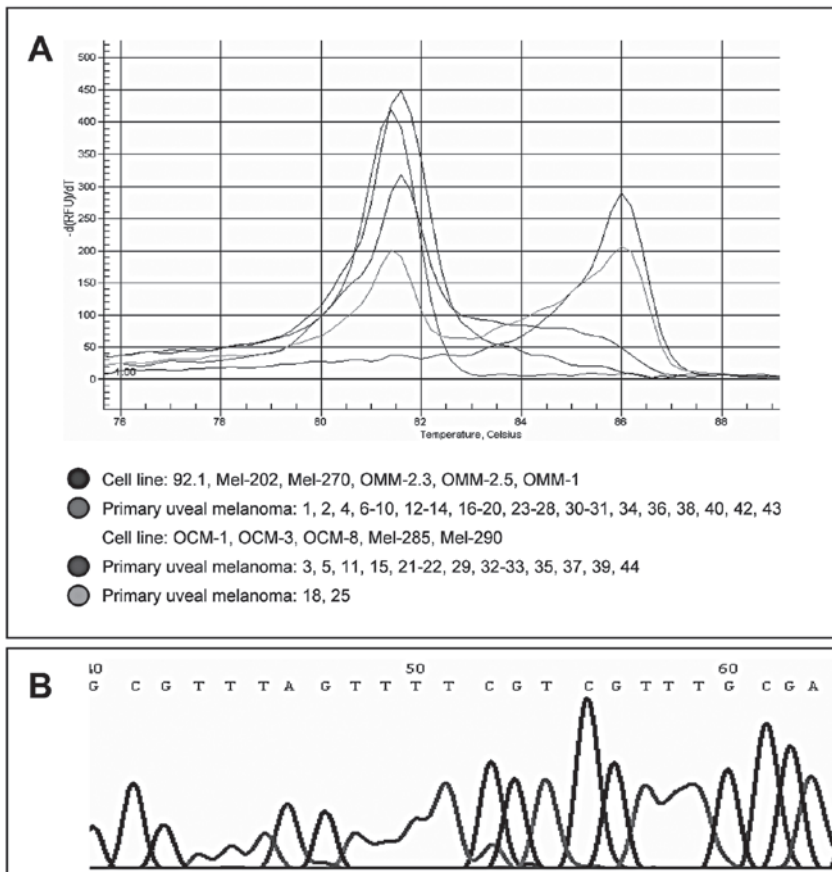 A
500
450
400
350
300
250
200
150
100
50
0
-d(RFU)/dT
1.00
76 78 80 82 84 86 88
Temperature, Celsius
Cell line: 92.1, Mel-202, Mel-270, OMM-2.3, OMM-2.5, OMM-1
Primary uveal melanoma: 1, 2, 4, 6-10, 12-14, 16-20, 23-28, 30-31, 34, 36, 38, 40, 42, 43
Cell line: OCM-1, OCM-3, OCM-8, Mel-285, Mel-290
Primary uveal melanoma: 3, 5, 11, 15, 21-22, 29, 32-33, 35, 37, 39, 44
Primary uveal melanoma: 18, 25
B
40 50 60
G C G T T T A G T T T T C G T C G T T T G C G A